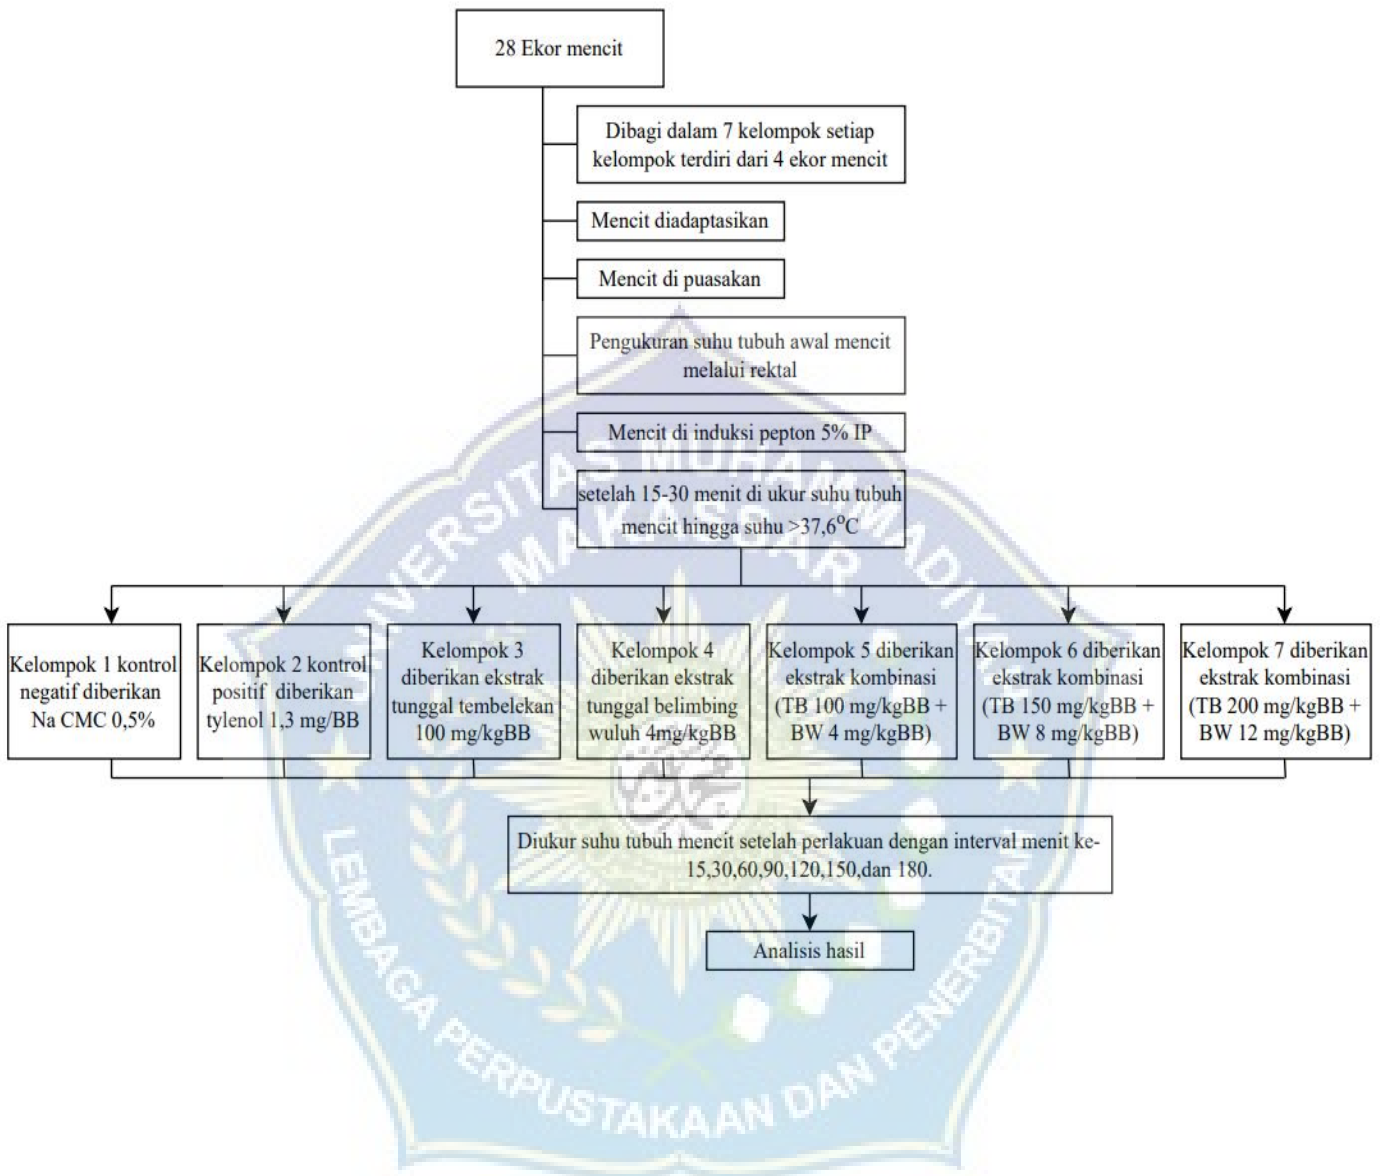 28 Ekor mencit
Dibagi dalam 7 kelompok setiap
kelompok terdiri dari 4 ekor mencit
Mencit diadaptasikan
Mencit di puasakan
Pengukuran suhu tubuh awal mencit
melalui rektal
Mencit di induksi pepton 5% IP
setelah 15-30 menit di ukur suhu tubuh
mencit hingga suhu >37,6°C
Kelompok 1 kontrol
negatif diberikan
Na CMC 0,5%
Kelompok 2 kontrol
positif diberikan
tylenol 1,3 mg/BB
Kelompok 3
diberikan ekstrak
tunggal tembelekan
100 mg/kgBB
Kelompok 4
diberikan ekstrak
tunggal belimbing
wuluh 4mg/kgBB
Kelompok 5 diberikan
ekstrak kombinasi
(TB 100 mg/kgBB +
BW 4 mg/kgBB)
Kelompok 6 diberikan
ekstrak kombinasi
(TB 150 mg/kgBB +
BW 8 mg/kgBB)
Kelompok 7 diberikan
ekstrak kombinasi
(TB 200 mg/kgBB +
BW 12 mg/kgBB)
Diukur suhu tubuh mencit setelah perlakuan dengan interval menit ke-
15,30,60,90,120,150,dan 180.
Analisis hasil
UNIVERSITAS MUHAMMADIYAH
MAKASSAR
LEMBAGA PERPUSTAKAAN DAN PENERBITAN